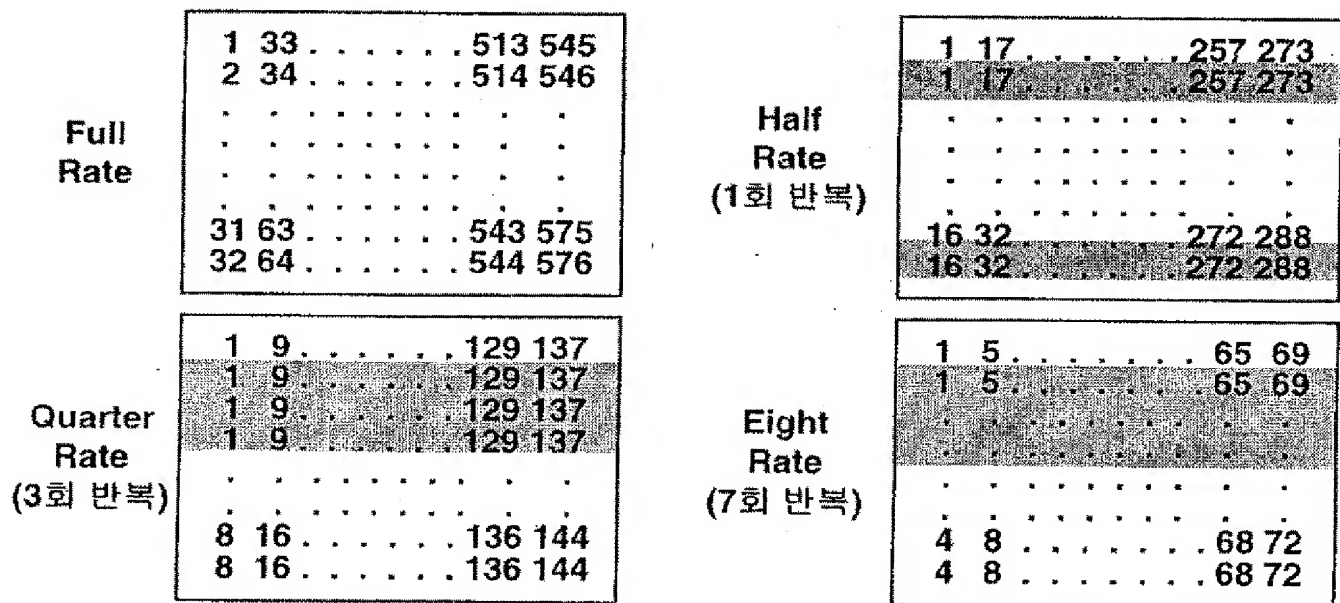 Full
Rate
1 33 . . . . . . 513 545
2 34 . . . . . . 514 546
. . . . . . . . . .
. . . . . . . . . .
. . . . . . . . . .
. . . . . . . . . .
31 63 . . . . . . 543 575
32 64 . . . . . . 544 576
Half
Rate
(1회 반복)
1 17 . . . . . . 257 273
1 17 . . . . . . 257 273
. . . . . . . . . .
. . . . . . . . . .
. . . . . . . . . .
. . . . . . . . . .
16 32 . . . . . . 272 288
16 32 . . . . . . 272 288
Quarter
Rate
(3회 반복)
1 9 . . . . . . 129 137
1 9 . . . . . . 129 137
1 9 . . . . . . 129 137
1 9 . . . . . . 129 137
. . . . . . . . . .
. . . . . . . . . .
8 16 . . . . . . 136 144
8 16 . . . . . . 136 144
Eight
Rate
(7회 반복)
1 5 . . . . . . . 65 69
1 5 . . . . . . . 65 69
. . . . . . . . . .
. . . . . . . . . .
. . . . . . . . . .
. . . . . . . . . .
4 8 . . . . . . . 68 72
4 8 . . . . . . . 68 72